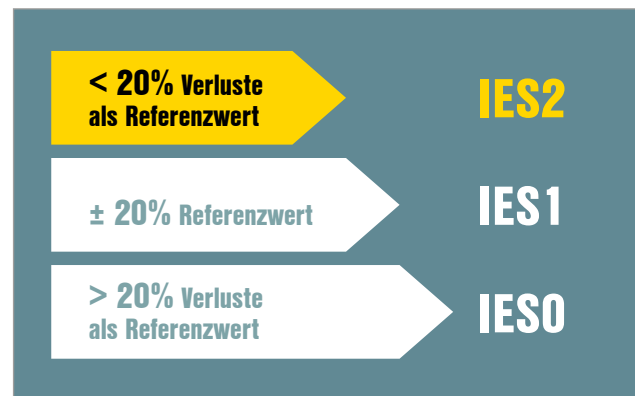 < 20% Verluste
als Referenzwert
IES2
± 20% Referenzwert
IES1
> 20% Verluste
als Referenzwert
IES0